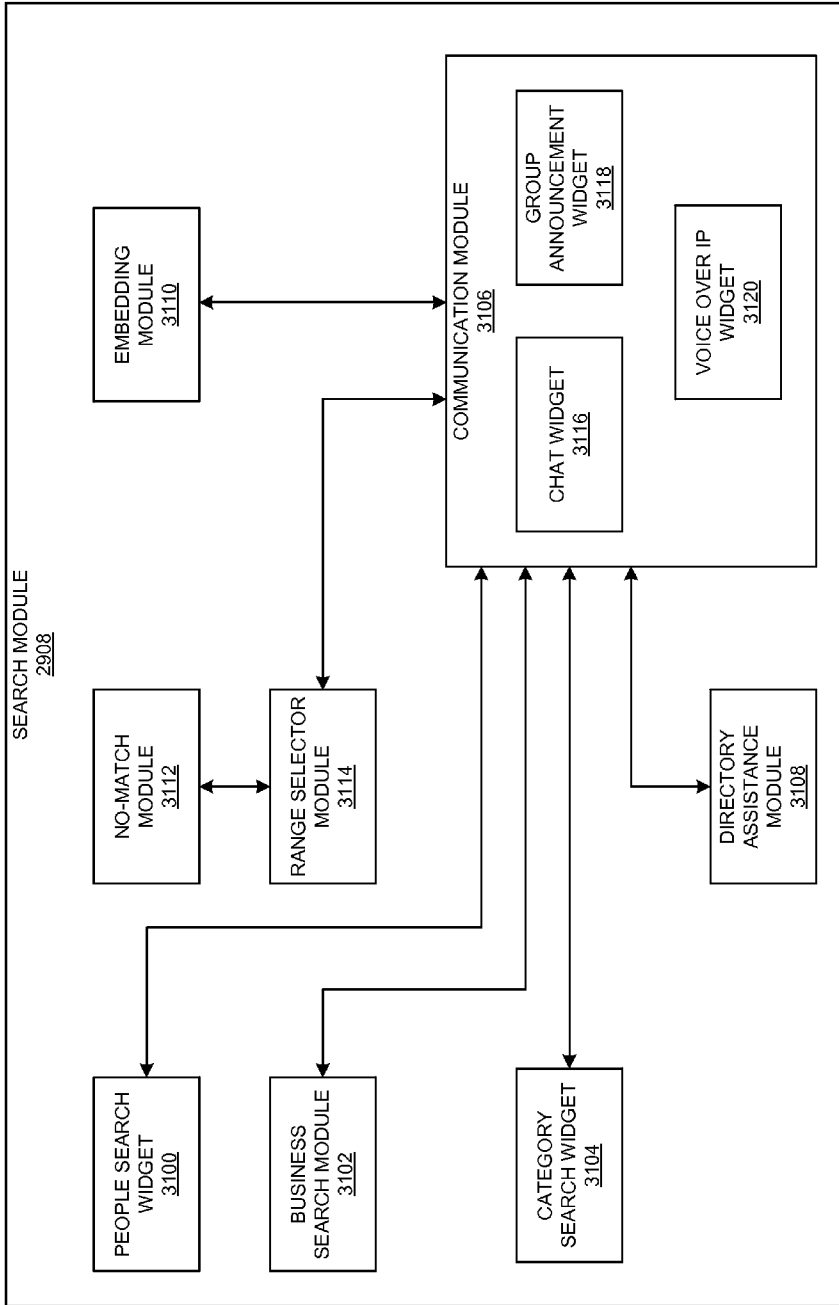 SEARCH MODULE
2908
PEOPLE SEARCH
WIDGET
3100
NO-MATCH
MODULE
3112
EMBEDDING
MODULE
3110
BUSINESS
SEARCH MODULE
3102
RANGE SELECTOR
MODULE
3114
COMMUNICATION MODULE
3106
CHAT WIDGET
3116
GROUP
ANNOUNCEMENT
WIDGET
3118
CATEGORY
SEARCH WIDGET
3104
VOICE OVER IP
WIDGET
3120
DIRECTORY
ASSISTANCE
MODULE
3108